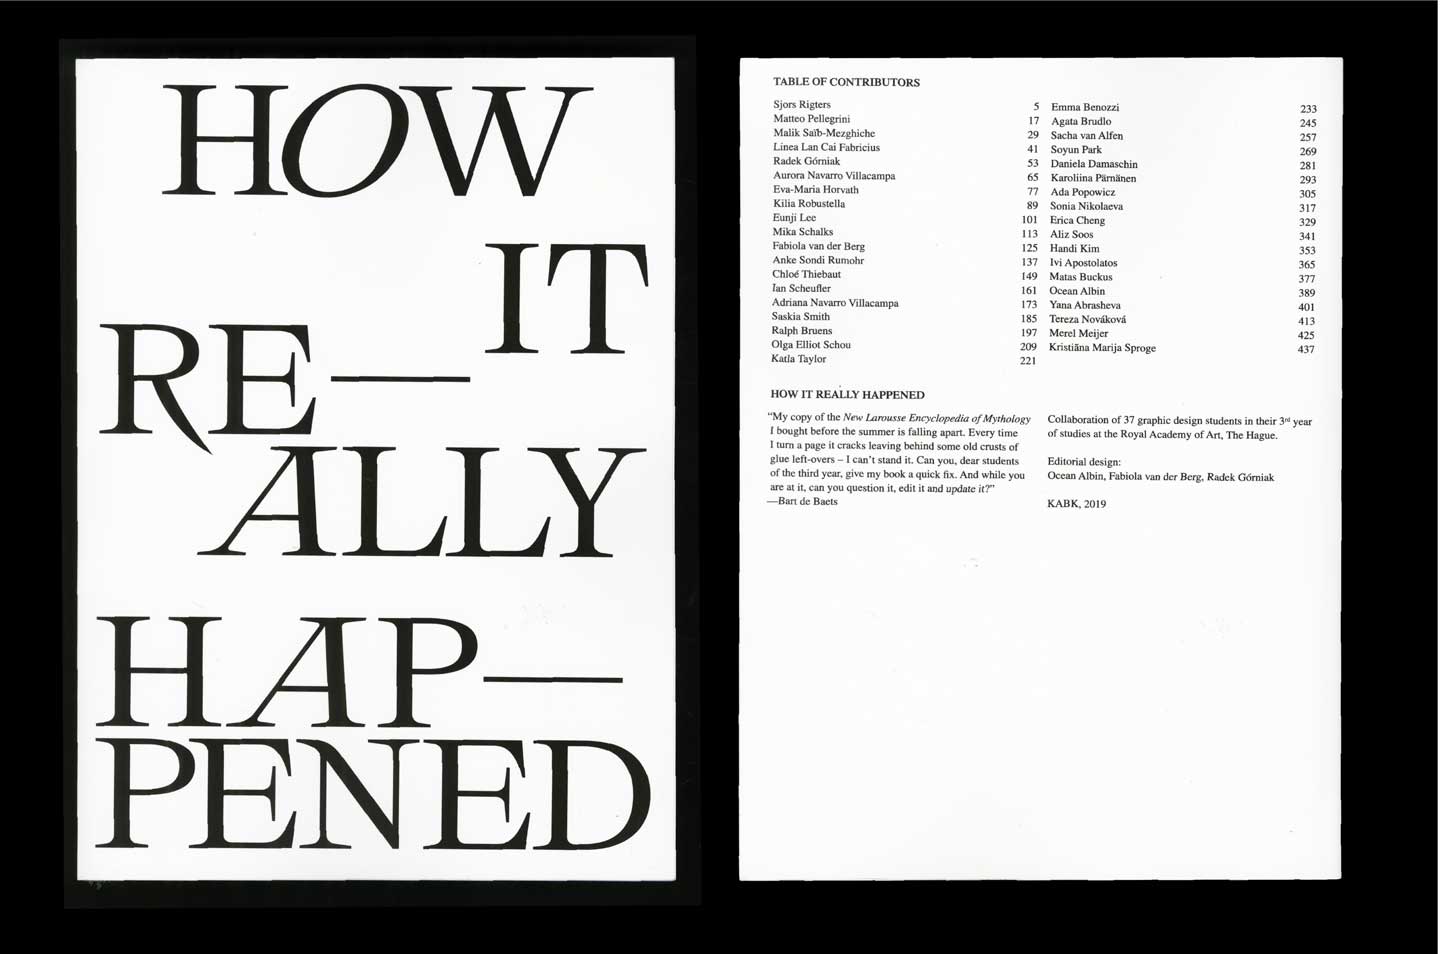 HOW
IT
RE—
ALLY
HAP—
PENED
TABLE OF CONTRIBUTORS
Sjors Rigters 5
Matteo Pellegrini 17
Malik Saïb-Mezghiche 29
Linea Lan Cai Fabricius 41
Radek Górniak 53
Aurora Navarro Villacampa 65
Eva-Maria Horvath 77
Kilia Robustella 89
Eunji Lee 101
Mika Schalks 113
Fabiola van der Berg 125
Anke Sondi Rumohr 137
Chloé Thiebaut 149
Ian Scheufler 161
Adriana Navarro Villacampa 173
Saskia Smith 185
Ralph Bruens 197
Olga Elliot Schou 209
Katla Taylor 221
Emma Benozzi 233
Agata Brudlo 245
Sacha van Alfen 257
Soyun Park 269
Daniela Damaschin 281
Karoliina Pärnänen 293
Ada Popowicz 305
Sonia Nikolaeva 317
Erica Cheng 329
Aliz Soos 341
Handi Kim 353
Ivi Apostolatos 365
Matas Buckus 377
Ocean Albin 389
Yana Abrasheva 401
Tereza Nováková 413
Merel Meijer 425
Kristiāna Marija Sproge 437
HOW IT REALLY HAPPENED
“My copy of the New Larousse Encyclopedia of Mythology
I bought before the summer is falling apart. Every time
I turn a page it cracks leaving behind some old crusts of
glue left-overs – I can’t stand it. Can you, dear students
of the third year, give my book a quick fix. And while you
are at it, can you question it, edit it and update it?”
—Bart de Baets
Collaboration of 37 graphic design students in their 3rd year
of studies at the Royal Academy of Art, The Hague.
Editorial design:
Ocean Albin, Fabiola van der Berg, Radek Górniak
KABK, 2019